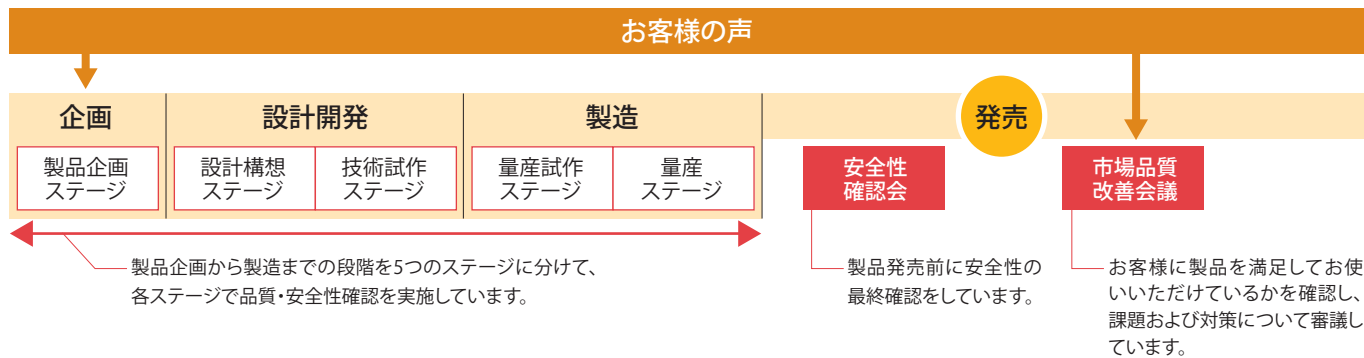 お客様の声
企画
設計開発
製造
発売
製品企画
ステージ
設計構想
ステージ
技術試作
ステージ
量産試作
ステージ
量産
ステージ
安全性
確認会
市場品質
改善会議
製品企画から製造までの段階を5つのステージに分けて、
各ステージで品質・安全性確認を実施しています。
製品発売前に安全性の
最終確認をしています。
お客様に製品を満足してお使
いいただけているかを確認し、
課題および対策について審議し
ています。